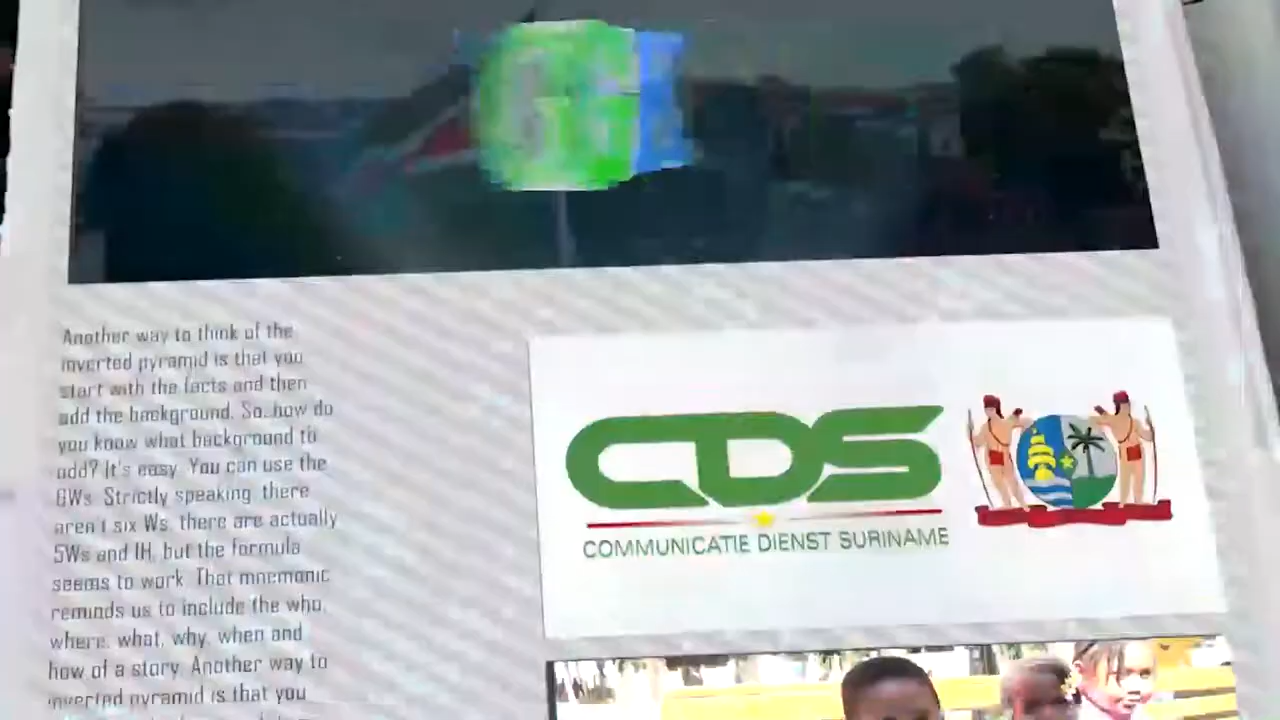 Another way to think of the
inverted pyramid is that you
start with the facts and then
add the background. So...how do
you know what background to
add? It's easy. You can use the
6Ws. Strictly speaking, there
aren't six Ws, there are actually
5Ws and 1H, but the formula
seems to work. That mnemonic
reminds us to include the who,
where, what, why, when and
how of a story. Another way to
inverted pyramid is that you
CDS
COMMUNICATIE DIENST SURINAME